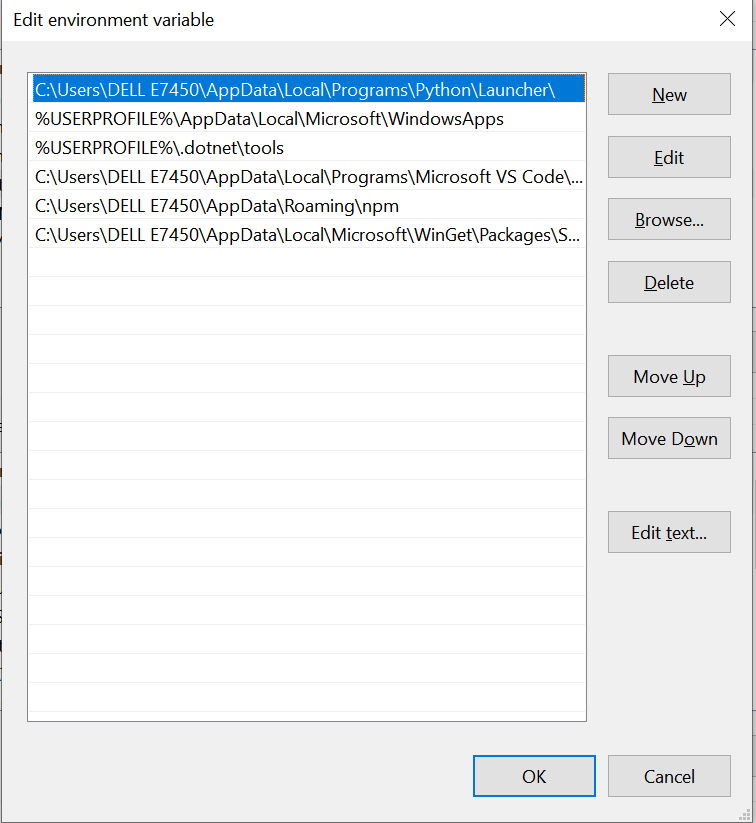 Edit environment variable
C:\Users\DELL E7450\AppData\Local\Programs\Python\Launcher\
%USERPROFILE%\AppData\Local\Microsoft\WindowsApps
%USERPROFILE%\.dotnet\tools
C:\Users\DELL E7450\AppData\Local\Programs\Microsoft VS Code\...
C:\Users\DELL E7450\AppData\Roaming\npm
C:\Users\DELL E7450\AppData\Local\Microsoft\WinGet\Packages\S...
New
Edit
Browse...
Delete
Move Up
Move Down
Edit text...
OK
Cancel